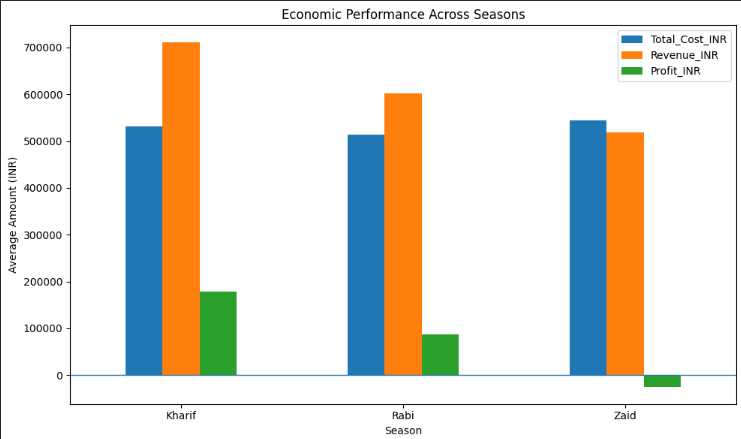 Economic Performance Across Seasons
Total_Cost_INR
Revenue_INR
Profit_INR
Average Amount (INR)
700000
600000
500000
400000
300000
200000
100000
0
Kharif
Rabi
Zaid
Season